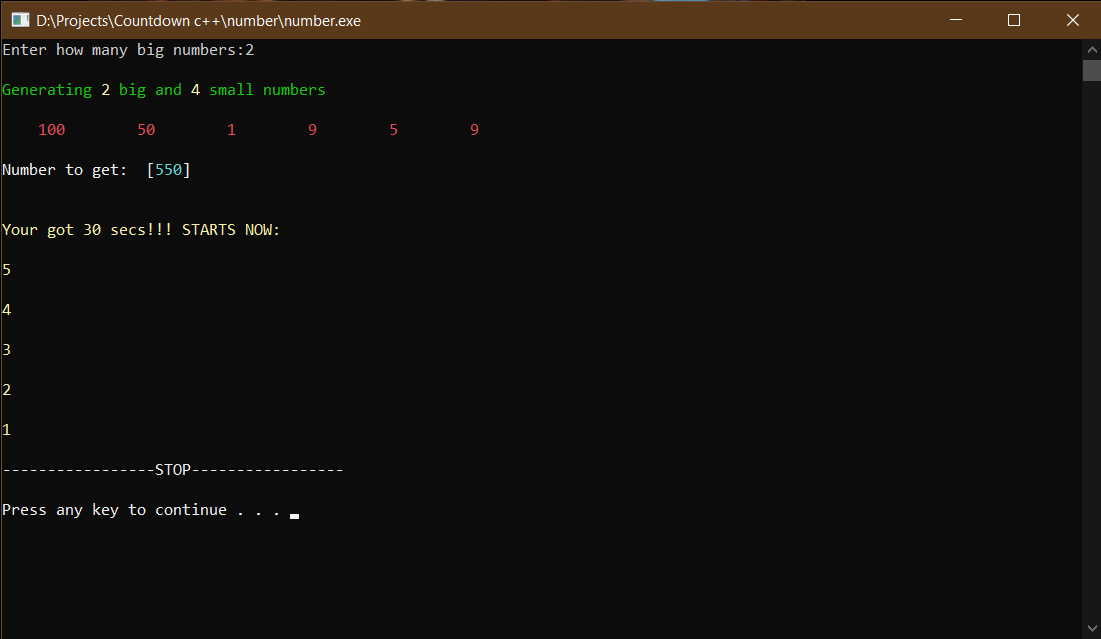 D:\Projects\Countdown c++\number\number.exe
Enter how many big numbers:2
Generating 2 big and 4 small numbers
100 50 1 9 5 9
Number to get: [550]
Your got 30 secs!!! STARTS NOW:
5
4
3
2
1
-----------------STOP-----------------
Press any key to continue . . .